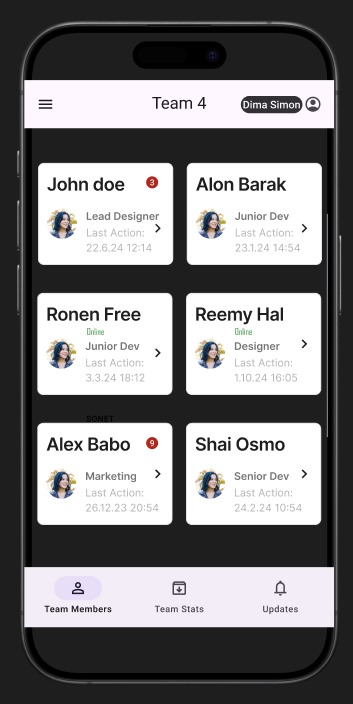 Team 4
Dima Simon
John doe
3
Lead Designer
Last Action:
22.6.24 12:14
Alon Barak
Junior Dev
Last Action:
23.1.24 14:54
Ronen Free
Online
Junior Dev
Last Action:
3.3.24 18:12
Reemy Hal
Online
Designer
Last Action:
1.10.24 16:05
SONET
Alex Babo
9
Marketing
Last Action:
26.12.23 20:54
Shai Osmo
Senior Dev
Last Action:
24.2.24 10:54
Team Members
Team Stats
Updates